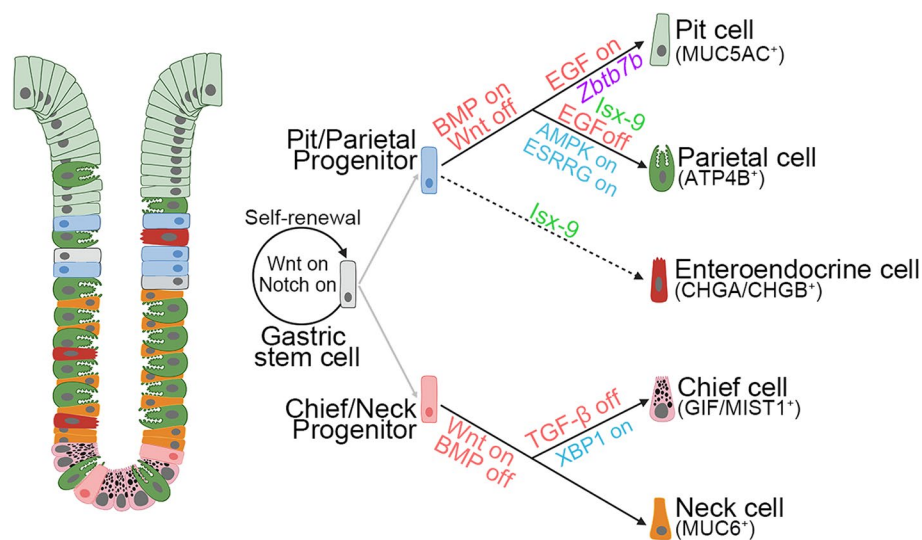 Pit cell
(MUC5AC⁺)
EGF on
Zbtb7b
BMP on
Wnt off
Isx-9
EGF off
AMPK on
ESRRG on
Pit/Parietal
Progenitor
Parietal cell
(ATP4B⁺)
Self-renewal
Wnt on
Notch on
Gastric
stem cell
Isx-9
Enteroendocrine cell
(CHGA/CHGB⁺)
Chief/Neck
Progenitor
Wnt on
BMP off
TGF-β off
XBP1 on
Chief cell
(GIF/MIST1⁺)
Neck cell
(MUC6⁺)